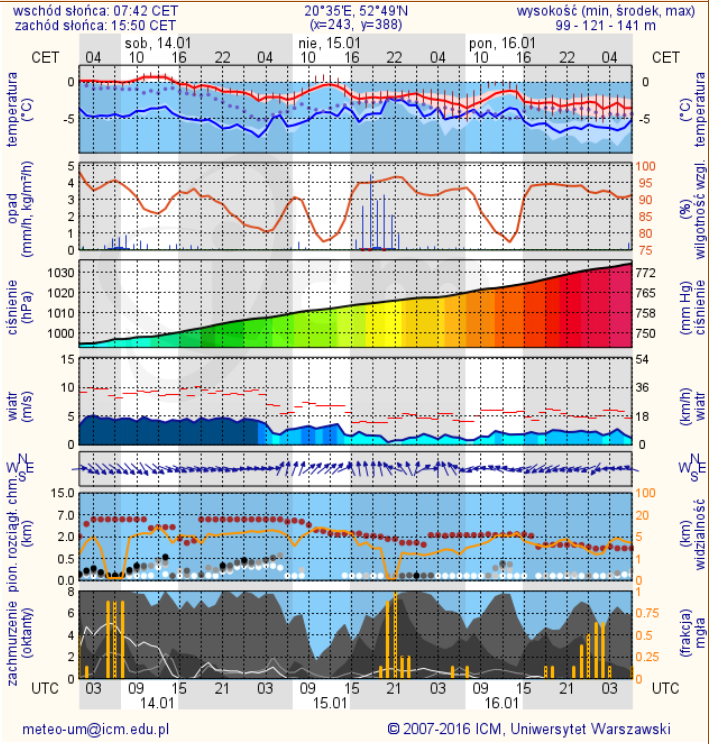 wschód słońca: 07:42 CET 20°35'E, 52°49'N wysokość (min, środek, max)
zachód słońca: 15:50 CET (x=243, y=388) 99 - 121 - 141 m
sob, 14.01 nie, 15.01 pon, 16.01
CET 04 10 16 22 04 10 16 22 04 10 16 22 04 CET
temperatura (°C)
0
-5
0
-5
(°C) temperatura
opad (mm/h, kg/m²/h)
5
4
3
2
1
0
100
95
90
85
80
75
(%) wilgotność wzgl.
ciśnienie (hPa)
1030
1020
1010
1000
772
765
758
750
(mm Hg) ciśnienie
wiatr (m/s)
15
10
5
0
54
36
18
0
(km/h) wiatr
N
W E
S
N
W E
S
pion. rozciągł. chm. (km)
15.0
7.0
2.0
0.5
0.0
100
20
5
1
0
(km) widzialność
zachmurzenie (oktanty)
8
6
4
2
0
1
0.75
0.5
0.25
0
(frakcja) mgła
UTC 03 09 15 21 03 09 15 21 03 09 15 21 03 UTC
14.01 15.01 16.01
meteo-um@icm.edu.pl © 2007-2016 ICM, Uniwersytet Warszawski